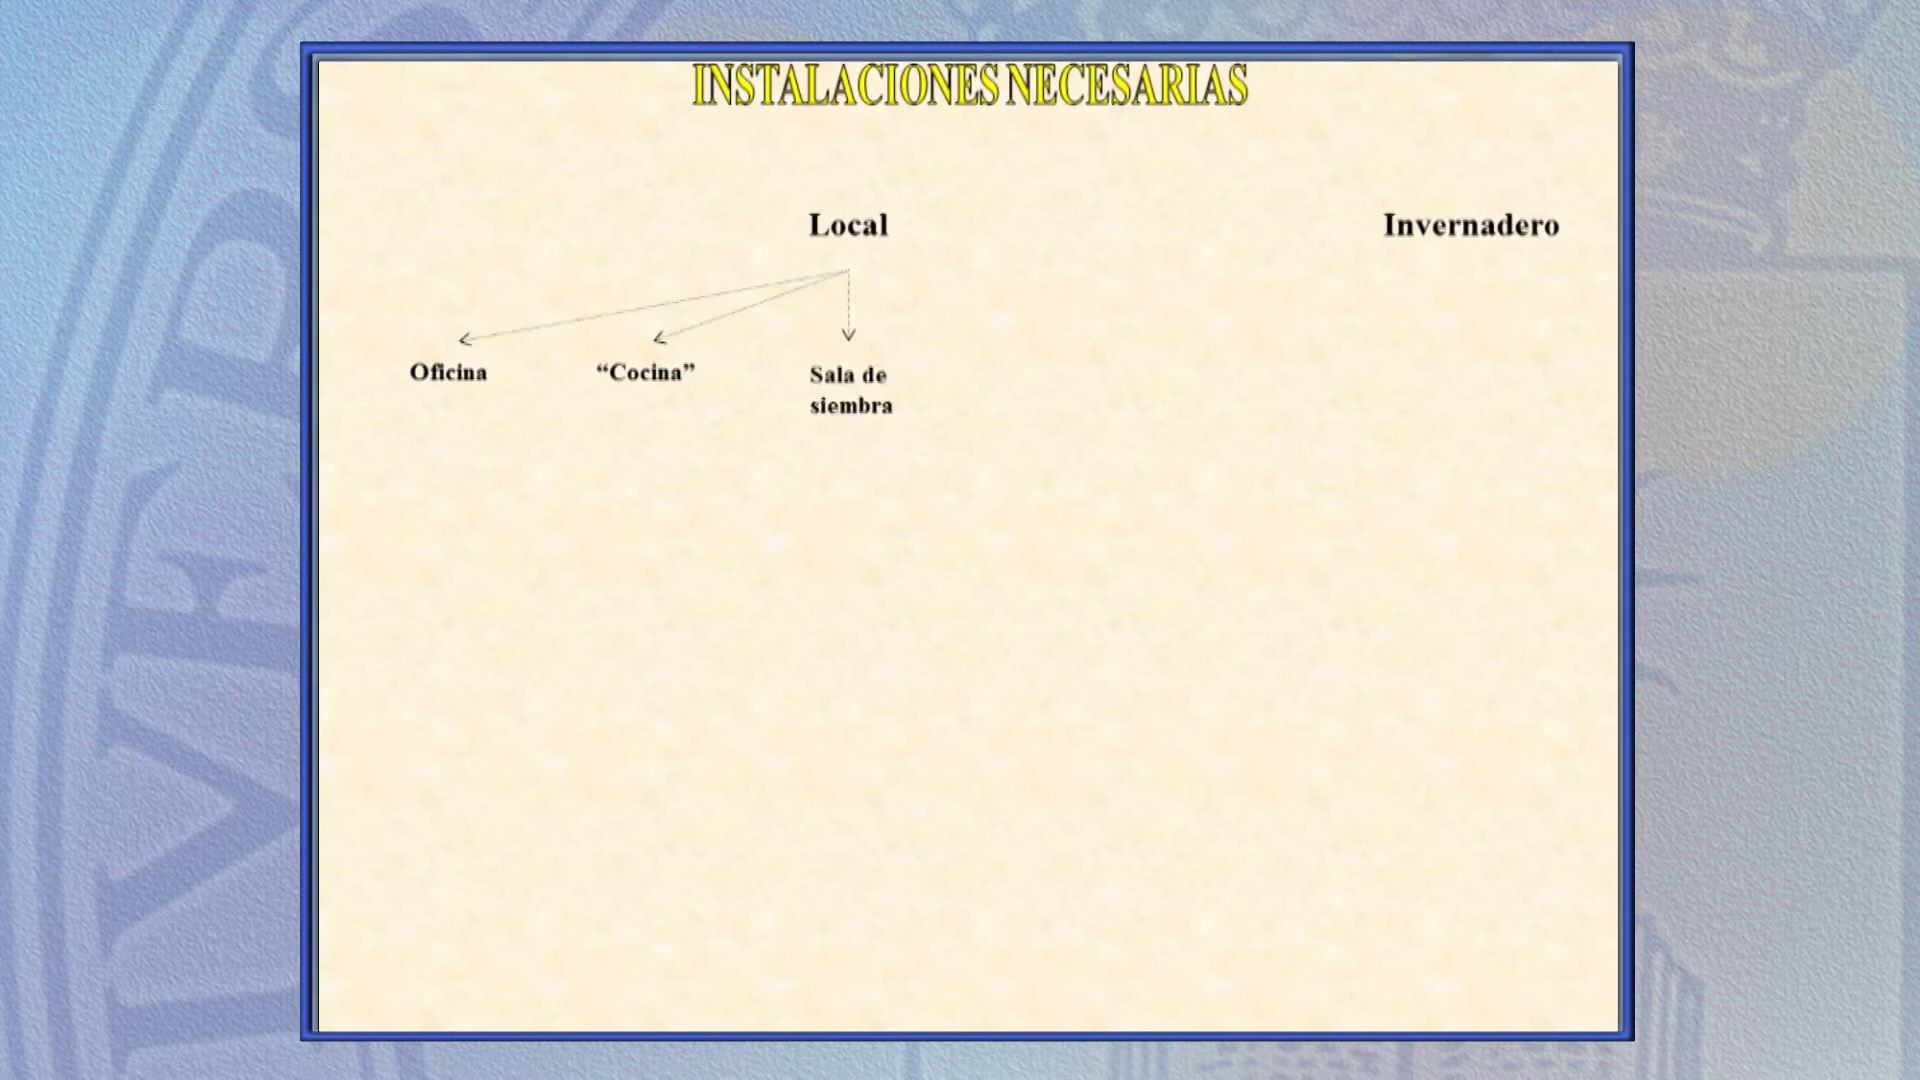 INSTALACIONES NECESARIAS
Local
Invernadero
Oficina
“Cocina”
Sala de
siembra